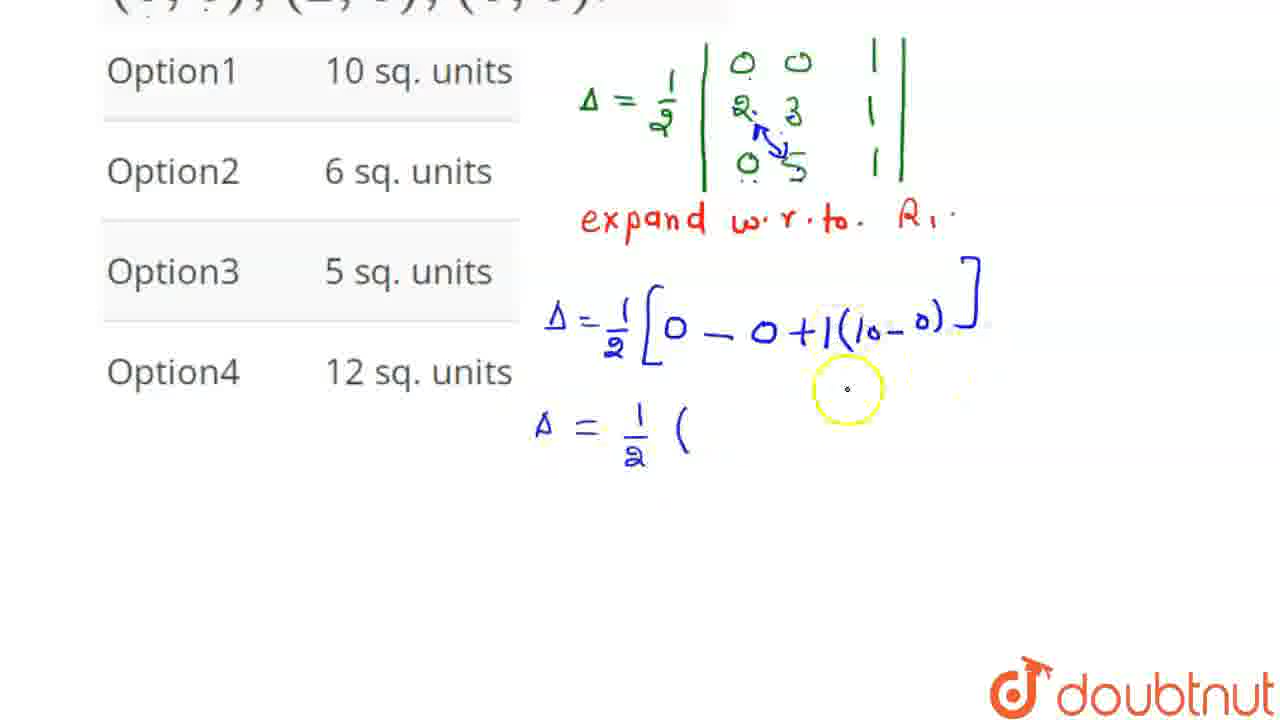 Option1 10 sq. units
Option2 6 sq. units
Option3 5 sq. units
Option4 12 sq. units
Δ = 1/2 | 0 0 1 |
| 2 3 1 |
| 0 5 1 |
expand w.r.to. R₁.
Δ = 1/2 [0 - 0 + 1(10 - 0)]
Δ = 1/2 (
doubtnut